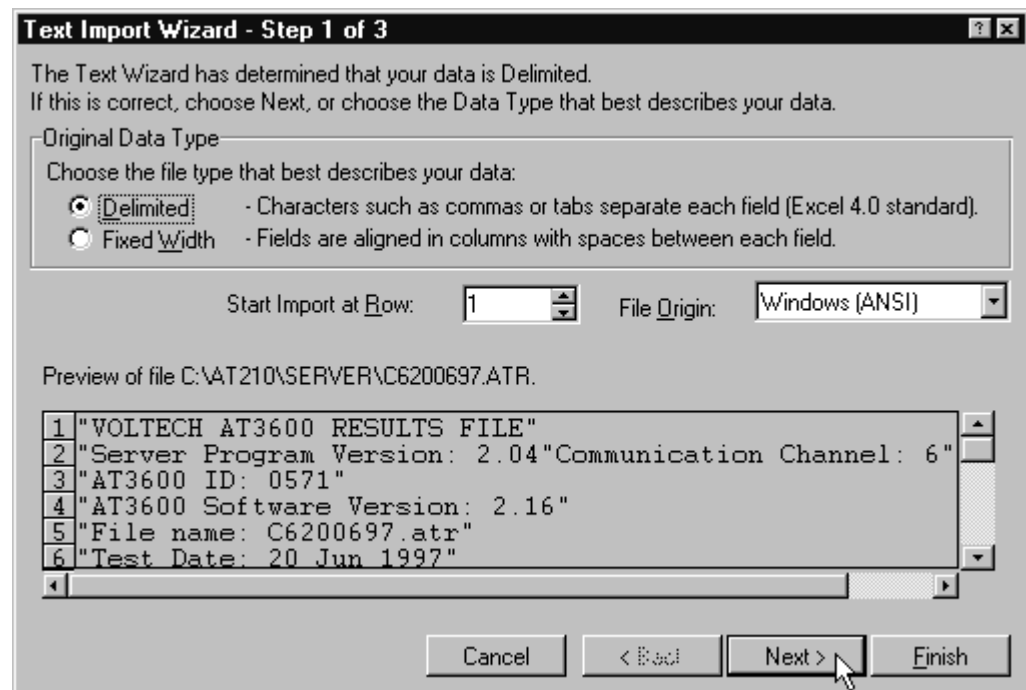 Text Import Wizard - Step 1 of 3
The Text Wizard has determined that your data is Delimited.
If this is correct, choose Next, or choose the Data Type that best describes your data.
Original Data Type
Choose the file type that best describes your data:
Delimited - Characters such as commas or tabs separate each field (Excel 4.0 standard).
Fixed Width - Fields are aligned in columns with spaces between each field.
Start Import at Row: 1 File Origin: Windows (ANSI)
Preview of file C:\AT210\SERVER\C6200697.ATR.
1 "VOLTECH AT3600 RESULTS FILE"
2 "Server Program Version: 2.04"Communication Channel: 6"
3 "AT3600 ID: 0571"
4 "AT3600 Software Version: 2.16"
5 "File name: C6200697.atr"
6 "Test Date: 20 Jun 1997"
Cancel < Back Next > Finish